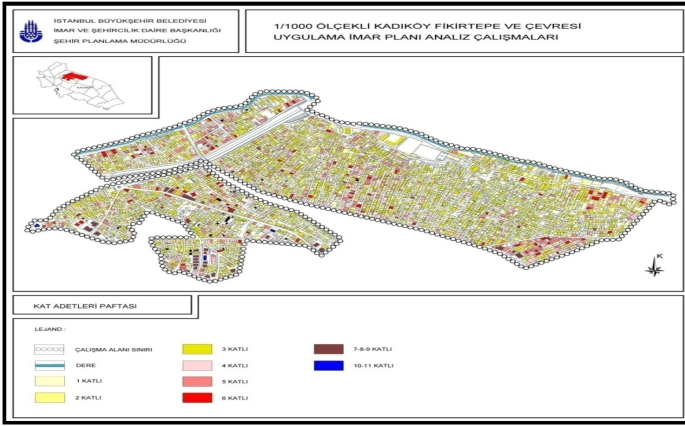 İSTANBUL BÜYÜKŞEHİR BELEDİYESİ
İMAR VE ŞEHİRCİLİK DAİRE BAŞKANLIĞI
ŞEHİR PLANLAMA MÜDÜRLÜĞÜ
1/1000 ÖLÇEKLİ KADIKÖY FİKİRTEPE VE ÇEVRESİ
UYGULAMA İMAR PLANI ANALİZ ÇALIŞMALARI
K
KAT ADETLERİ PAFTASI
LEJAND :
ÇALIŞMA ALANI SINIRI
DERE
1 KATLI
2 KATLI
3 KATLI
4 KATLI
5 KATLI
6 KATLI
7-8-9 KATLI
10-11 KATLI